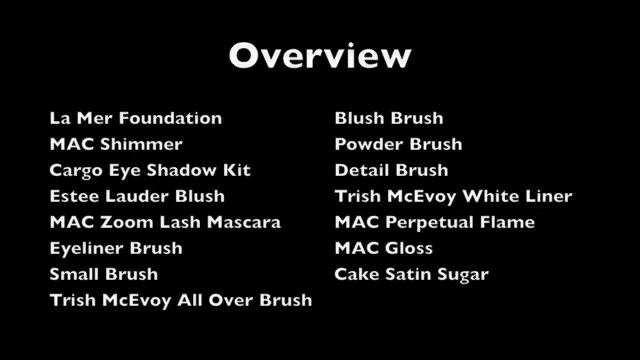 Overview
La Mer Foundation
MAC Shimmer
Cargo Eye Shadow Kit
Estee Lauder Blush
MAC Zoom Lash Mascara
Eyeliner Brush
Small Brush
Trish McEvoy All Over Brush
Blush Brush
Powder Brush
Detail Brush
Trish McEvoy White Liner
MAC Perpetual Flame
MAC Gloss
Cake Satin Sugar